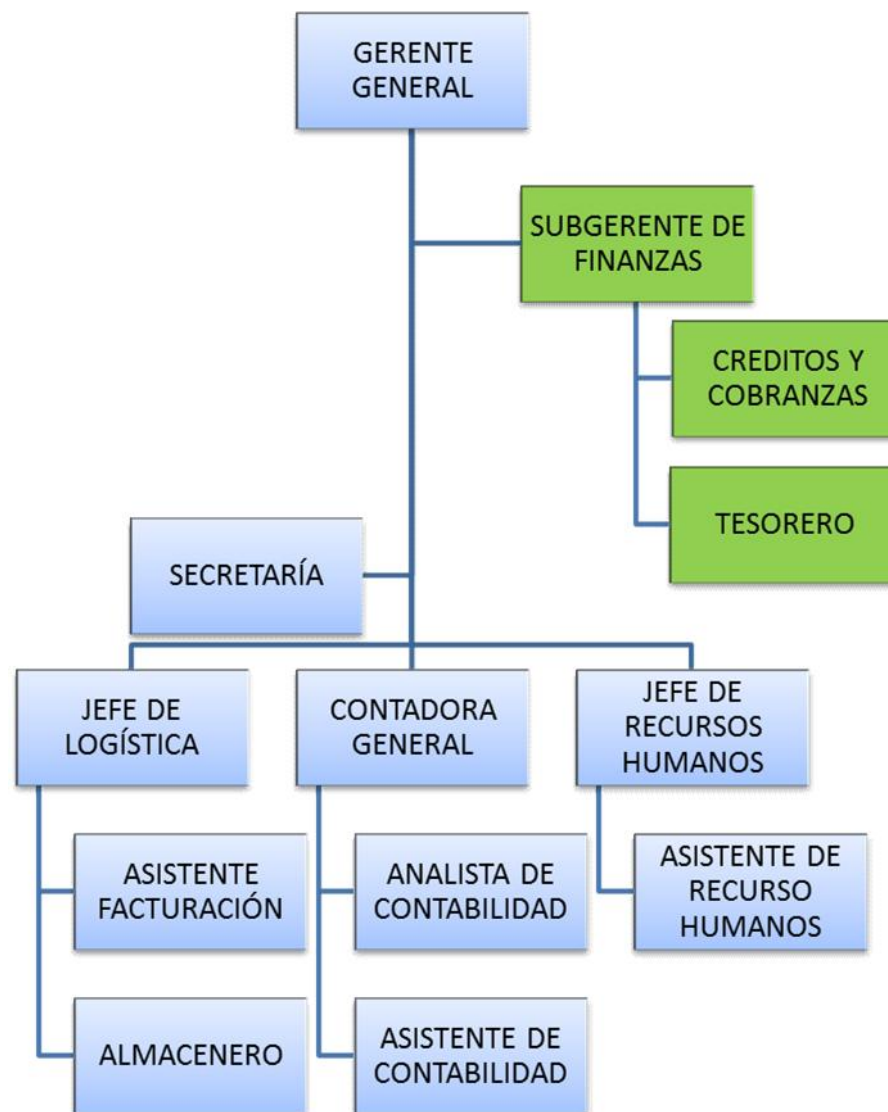 GERENTE
GENERAL
SUBGERENTE DE
FINANZAS
CREDITOS Y
COBRANZAS
TESORERO
SECRETARÍA
JEFE DE
LOGÍSTICA
CONTADORA
GENERAL
JEFE DE
RECURSOS
HUMANOS
ASISTENTE
FACTURACIÓN
ANALISTA DE
CONTABILIDAD
ASISTENTE DE
RECURSO
HUMANOS
ALMACENERO
ASISTENTE DE
CONTABILIDAD